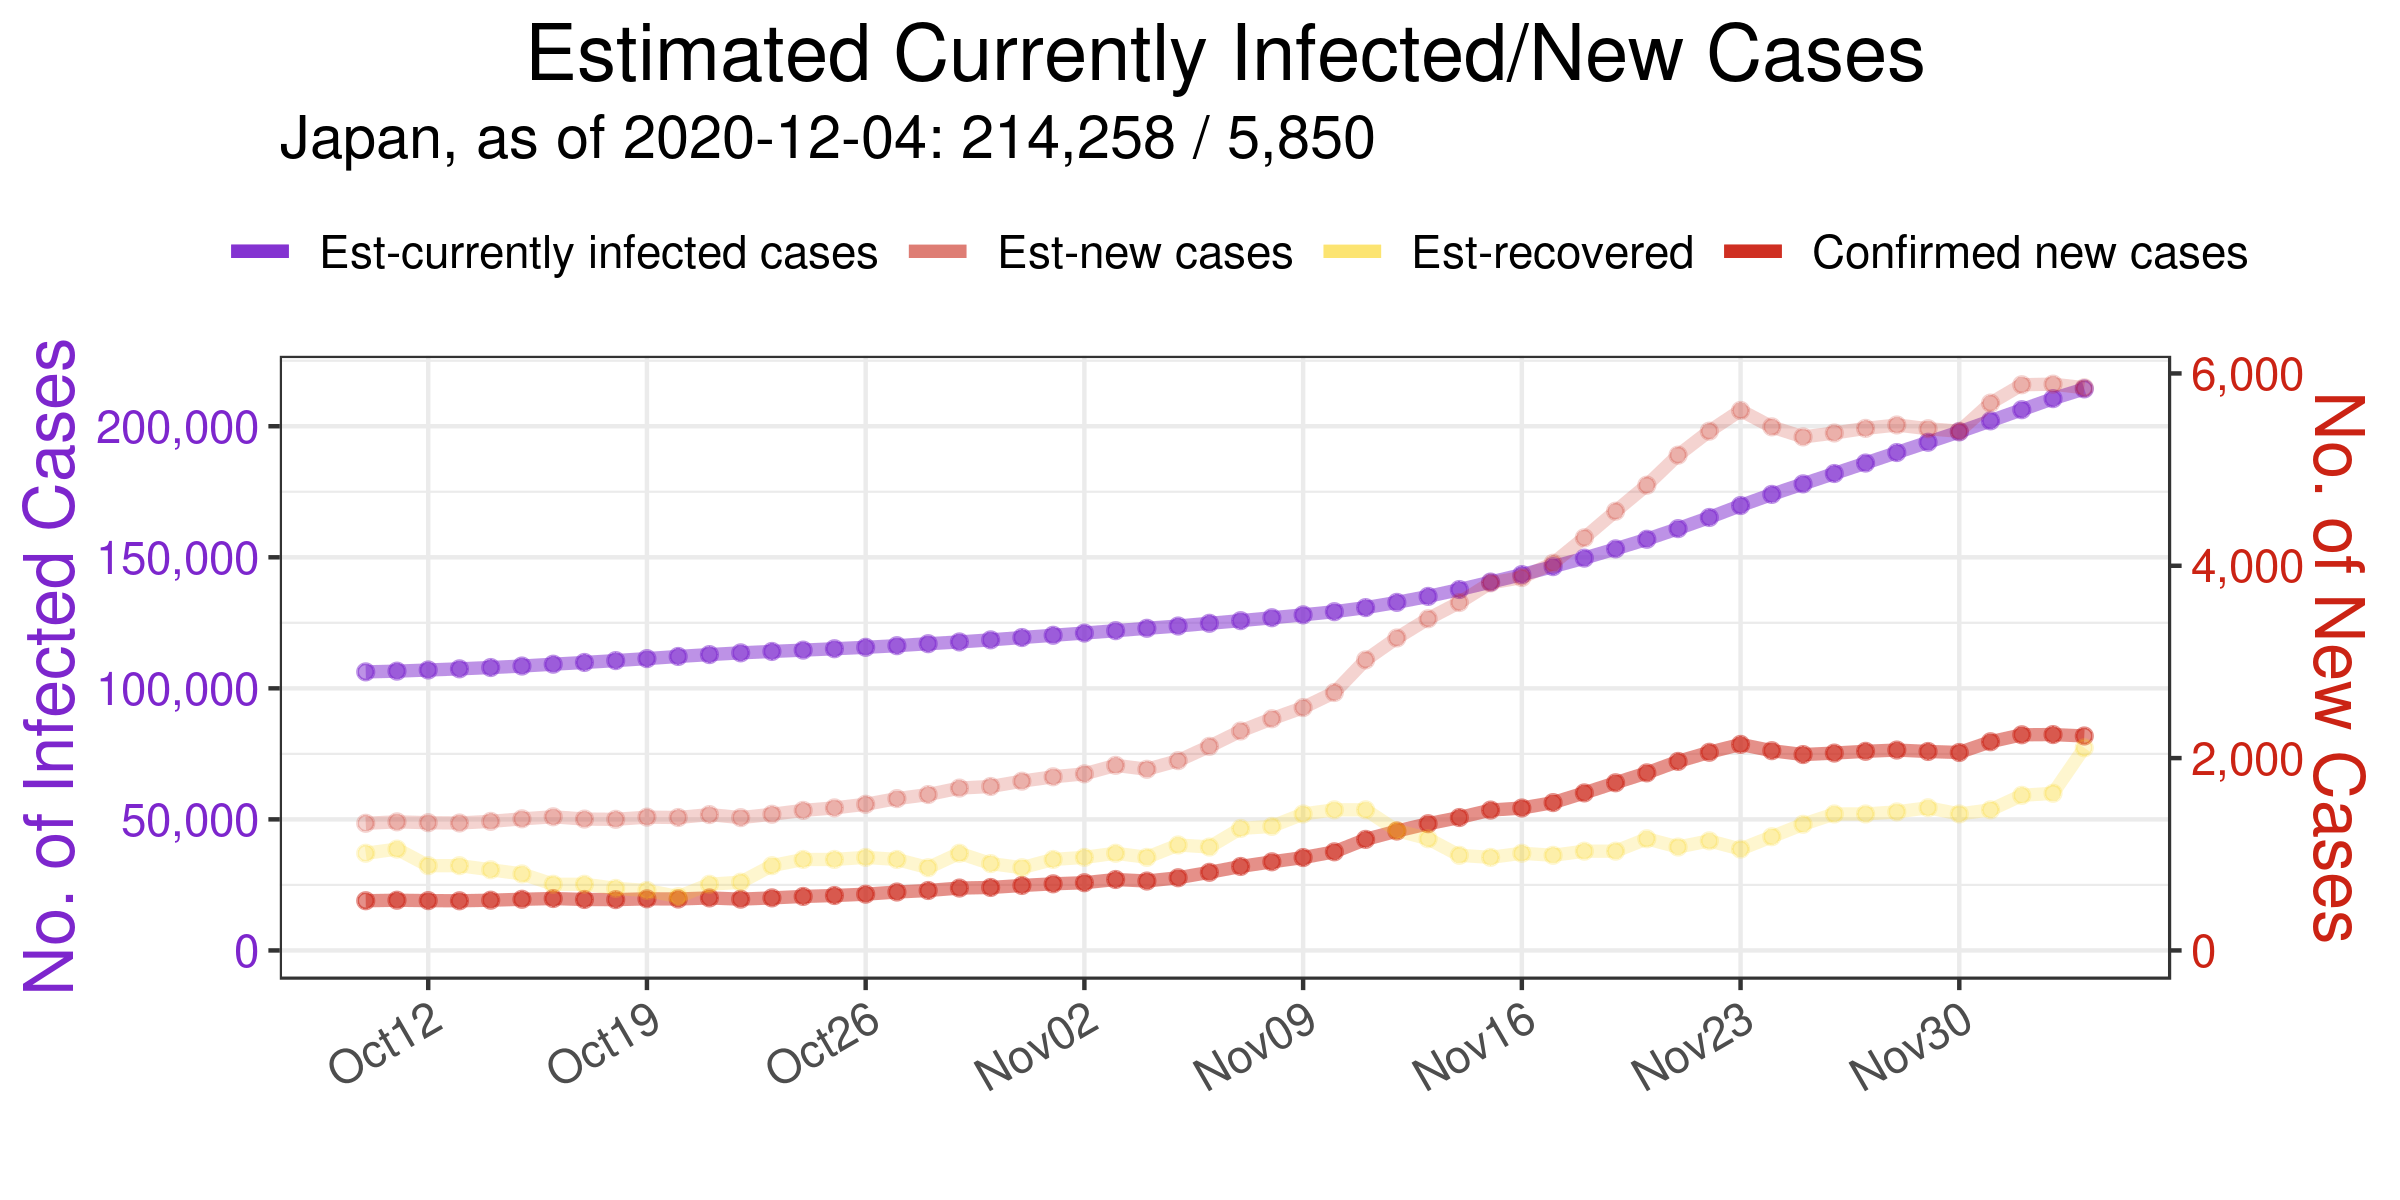 Estimated Currently Infected/New Cases
Japan, as of 2020-12-04: 214,258 / 5,850
Est-currently infected cases Est-new cases Est-recovered Confirmed new cases
No. of Infected Cases
200,000
150,000
100,000
50,000
0
6,000
4,000
2,000
0
No. of New Cases
Oct12 Oct19 Oct26 Nov02 Nov09 Nov16 Nov23 Nov30